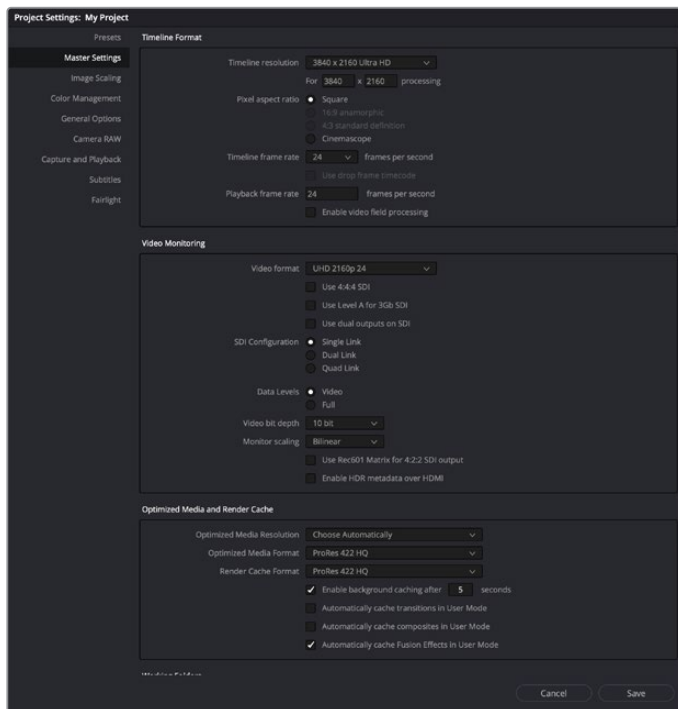 Project Settings: My Project
Presets
Master Settings
Image Scaling
Color Management
General Options
Camera RAW
Capture and Playback
Subtitles
Fairlight
Timeline Format
Timeline resolution 3840 x 2160 Ultra HD
For 3840 x 2160 processing
Pixel aspect ratio Square
16:9 anamorphic
4:3 standard definition
Cinemascope
Timeline frame rate 24 frames per second
Use drop frame timecode
Playback frame rate 24 frames per second
Enable video field processing
Video Monitoring
Video format UHD 2160p 24
Use 4:4:4 SDI
Use Level A for 3Gb SDI
Use dual outputs on SDI
SDI Configuration Single Link
Dual Link
Quad Link
Data Levels Video
Full
Video bit depth 10 bit
Monitor scaling Bilinear
Use Rec601 Matrix for 4:2:2 SDI output
Enable HDR metadata over HDMI
Optimized Media and Render Cache
Optimized Media Resolution Choose Automatically
Optimized Media Format ProRes 422 HQ
Render Cache Format ProRes 422 HQ
Enable background caching after 5 seconds
Automatically cache transitions in User Mode
Automatically cache composites in User Mode
Automatically cache Fusion Effects in User Mode
Working Folders
Cancel Save